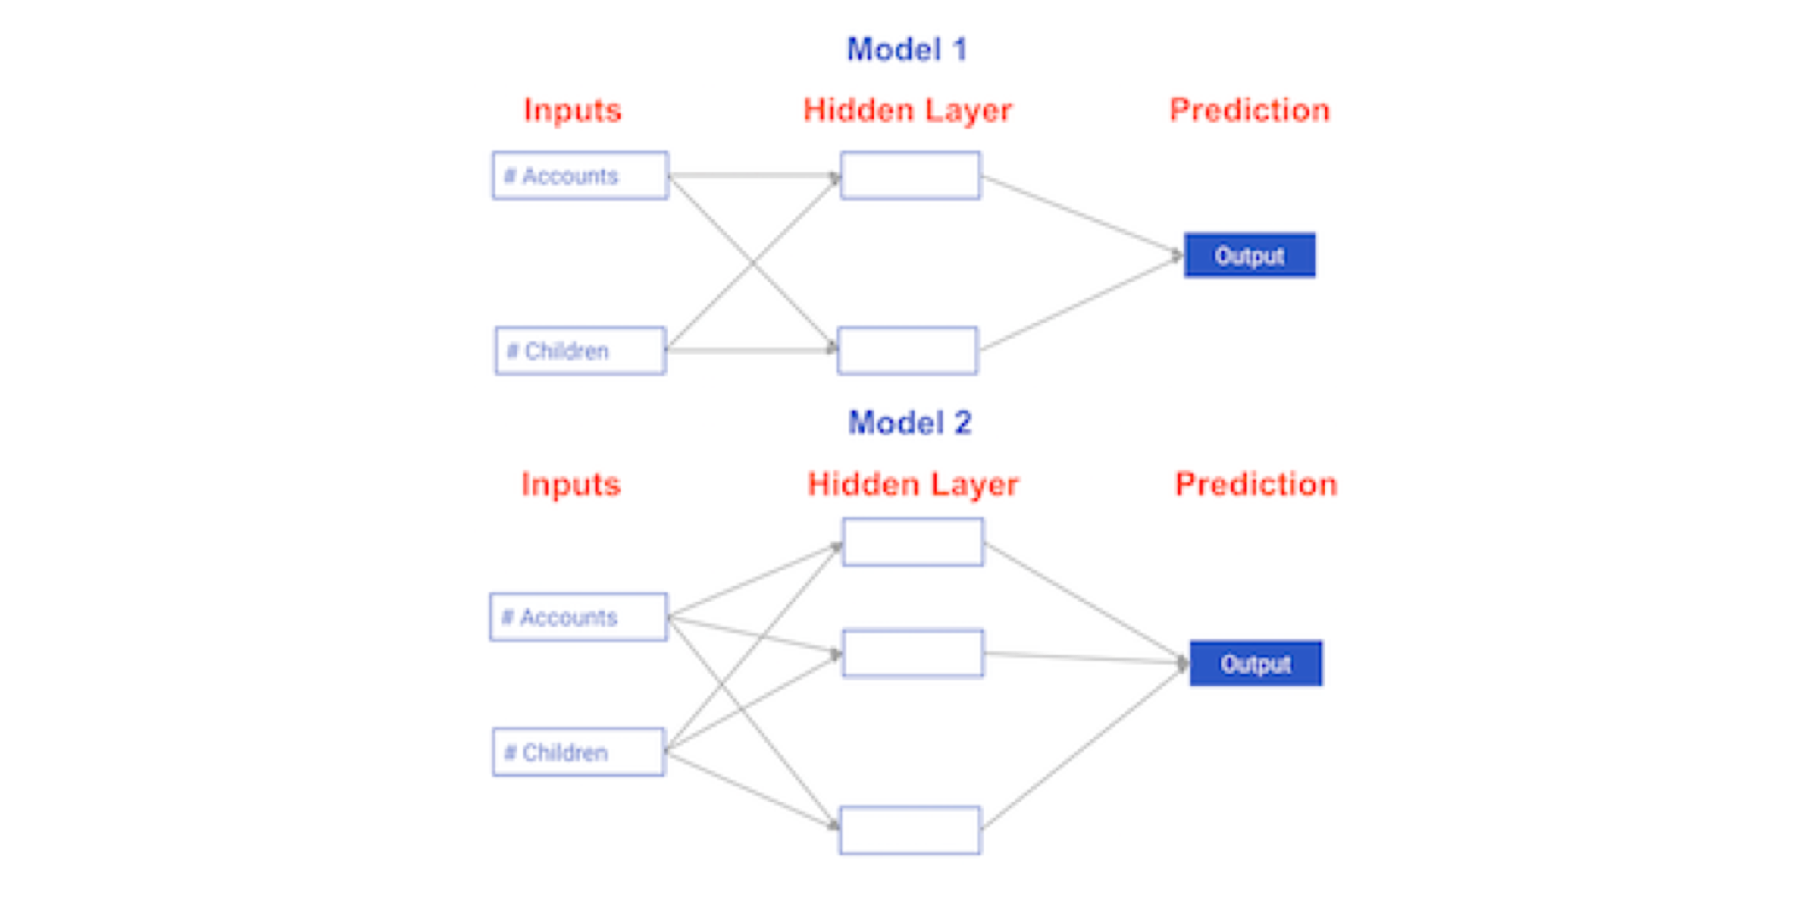 Model 1
Inputs Hidden Layer Prediction
# Accounts
Output
# Children
Model 2
Inputs Hidden Layer Prediction
# Accounts
Output
# Children